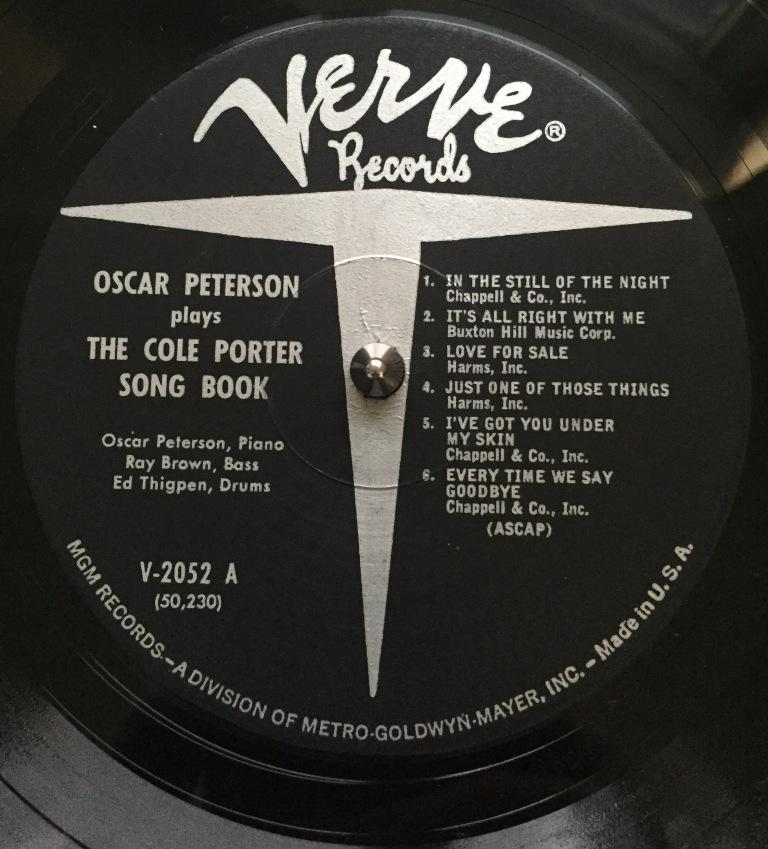 Verve®
Records
OSCAR PETERSON
plays
THE COLE PORTER
SONG BOOK
Oscar Peterson, Piano
Ray Brown, Bass
Ed Thigpen, Drums
V-2052 A
(50,230)
1. IN THE STILL OF THE NIGHT
Chappell & Co., Inc.
2. IT'S ALL RIGHT WITH ME
Buxton Hill Music Corp.
3. LOVE FOR SALE
Harms, Inc.
4. JUST ONE OF THOSE THINGS
Harms, Inc.
5. I'VE GOT YOU UNDER
MY SKIN
Chappell & Co., Inc.
6. EVERY TIME WE SAY
GOODBYE
Chappell & Co., Inc.
(ASCAP)
MGM RECORDS–A DIVISION OF METRO-GOLDWYN-MAYER, INC. – Made in U. S. A.